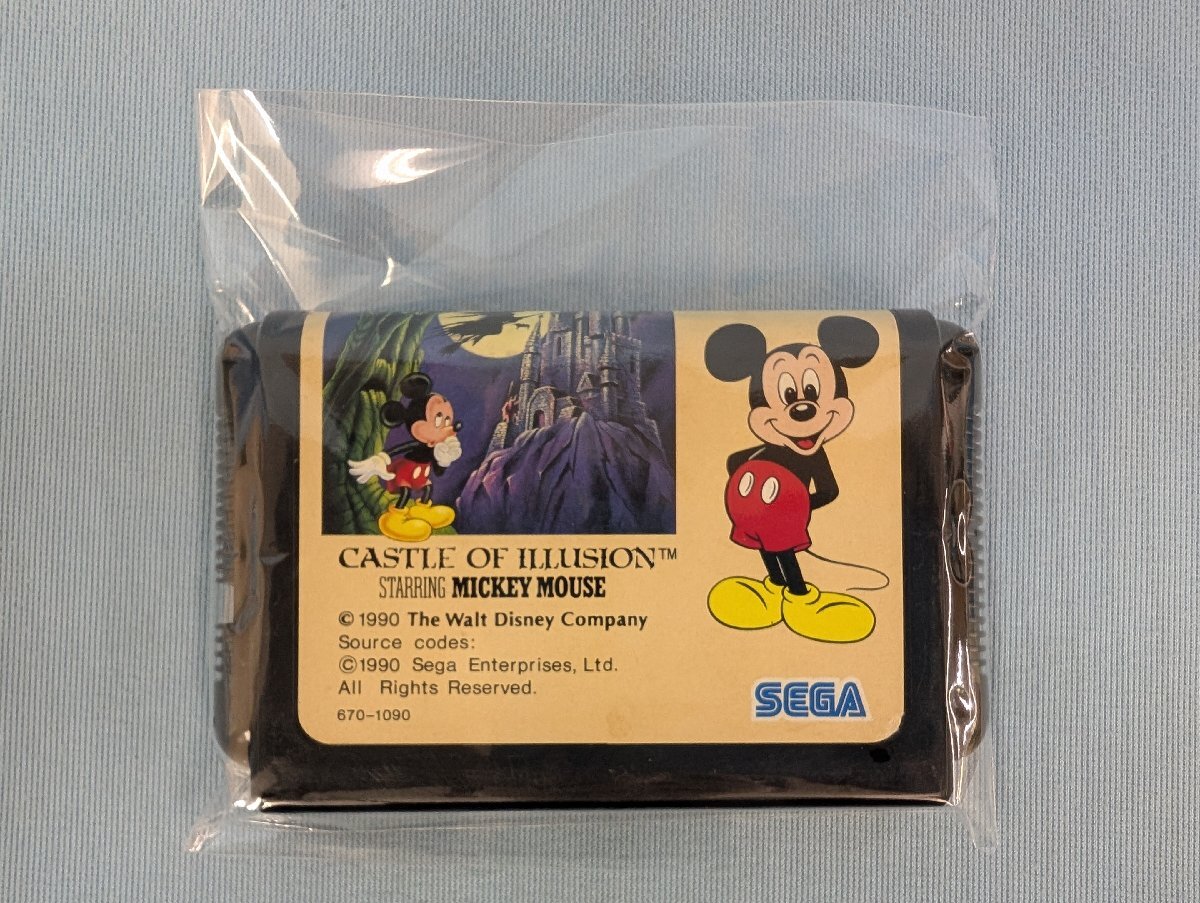 CASTLE OF ILLUSION™
STARRING MICKEY MOUSE
© 1990 The Walt Disney Company
Source codes:
©1990 Sega Enterprises, Ltd.
All Rights Reserved.
670-1090
SEGA